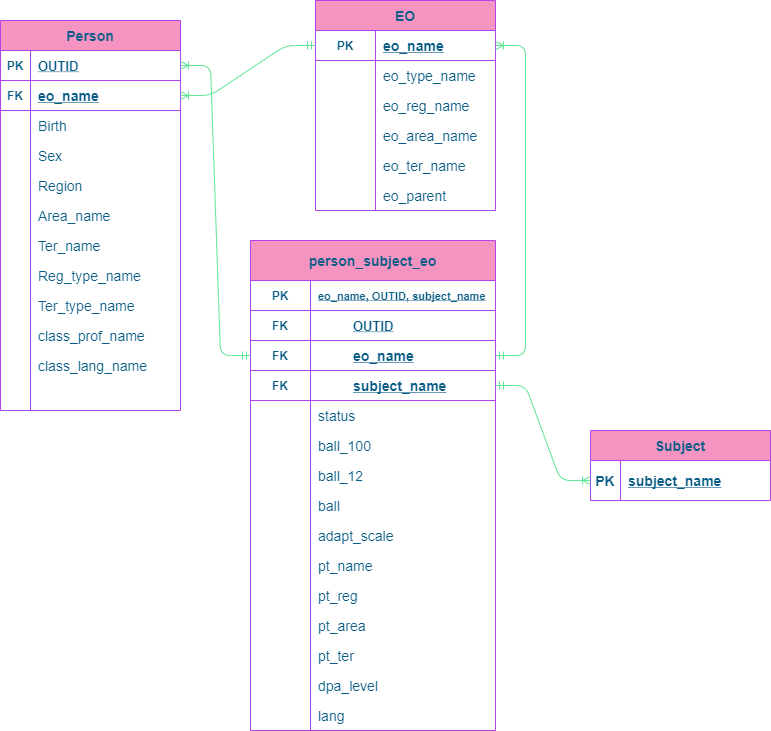 Person
PK OUTID
FK eo_name
Birth
Sex
Region
Area_name
Ter_name
Reg_type_name
Ter_type_name
class_prof_name
class_lang_name
EO
PK eo_name
eo_type_name
eo_reg_name
eo_area_name
eo_ter_name
eo_parent
person_subject_eo
PK eo_name, OUTID, subject_name
FK OUTID
FK eo_name
FK subject_name
status
ball_100
ball_12
ball
adapt_scale
pt_name
pt_reg
pt_area
pt_ter
dpa_level
lang
Subject
PK subject_name